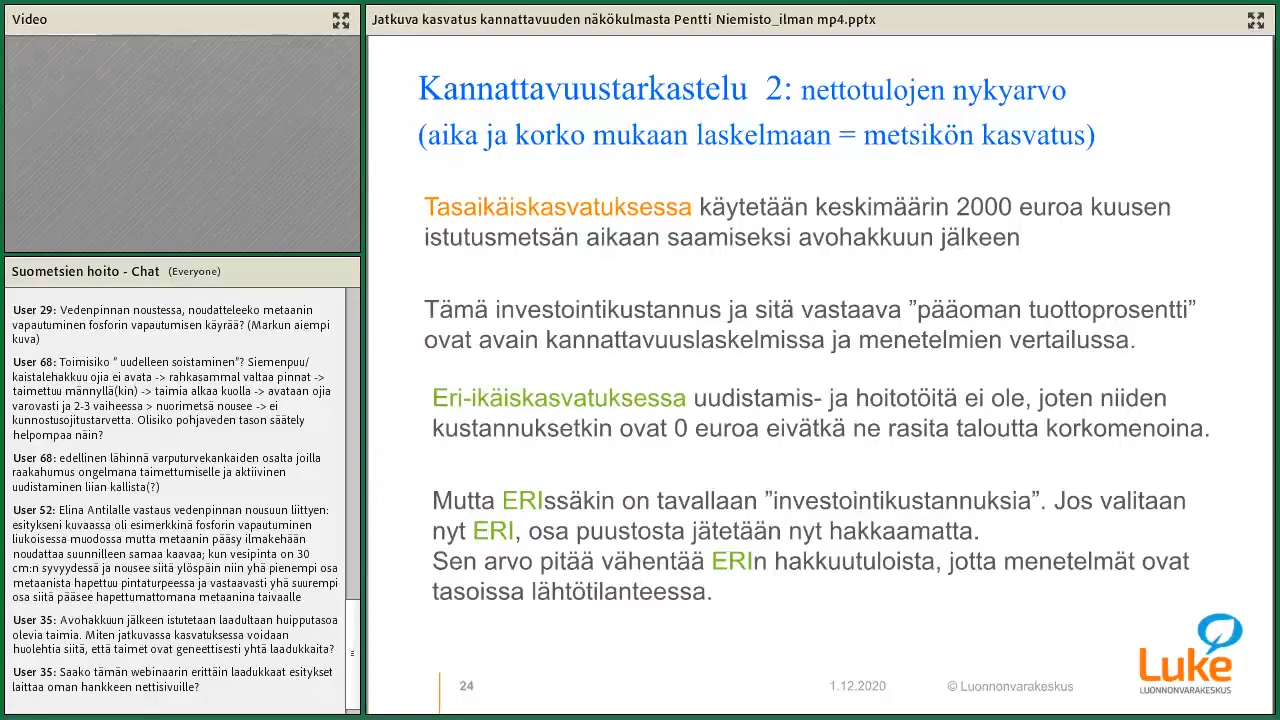 Video
Suometsien hoito - Chat (Everyone)
User 29: Vedenpinnan noustessa, noudatteleeko metaanin
vapautuminen fosforin vapautumisen käyrää? (Markun aiempi
kuva)
User 68: Toimisiko " uudelleen soistaminen"? Siemenpuu/
kaistalehakkuu ojia ei avata -> rahkasammal valtaa pinnat ->
taimettuu männyllä(kin) -> taimia alkaa kuolla -> avataan ojia
varovasti ja 2-3 vaiheessa > nuorimetsä nousee -> ei
kunnostusojitustarvetta. Olisiko pohjaveden tason säätely
helpompaa näin?
User 68: edellinen lähinnä varputurvekankaiden osalta joilla
raakahumus ongelmana taimettumiselle ja aktiivinen
uudistaminen liian kallista(?)
User 52: Elina Antilalle vastaus vedenpinnan nousuun liittyen:
esitykseni kuvaassa oli esimerkkinä fosforin vapautuminen
liukoisessa muodossa mutta metaanin pääsy ilmakehään
noudattaa suunnilleen samaa kaavaa; kun vesipinta on 30
cm:n syvyydessä ja nousee siitä ylöspäin niin yhä pienempi osa
metaanista hapettuu pintaturpeessa ja vastaavasti yhä suurempi
osa siitä pääsee hapettumattomana metaanina taivaalle
User 35: Avohakkuun jälkeen istutetaan laadultaan huipputasoa
olevia taimia. Miten jatkuvassa kasvatuksessa voidaan
huolehtia siitä, että taimet ovat geneettisesti yhtä laadukkaita?
User 35: Saako tämän webinaarin erittäin laadukkaat esitykset
laittaa oman hankkeen nettisivuille?
Jatkuva kasvatus kannattavuuden näkökulmasta Pentti Niemisto_ilman mp4.pptx
Kannattavuustarkastelu 2: nettotulojen nykyarvo
(aika ja korko mukaan laskelmaan = metsikön kasvatus)
Tasaikäiskasvatuksessa käytetään keskimäärin 2000 euroa kuusen
istutusmetsän aikaan saamiseksi avohakkuun jälkeen
Tämä investointikustannus ja sitä vastaava ”pääoman tuottoprosentti”
ovat avain kannattavuuslaskelmissa ja menetelmien vertailussa.
Eri-ikäiskasvatuksessa uudistamis- ja hoitotöitä ei ole, joten niiden
kustannuksetkin ovat 0 euroa eivätkä ne rasita taloutta korkomenoina.
Mutta ERIssäkin on tavallaan ”investointikustannuksia”. Jos valitaan
nyt ERI, osa puustosta jätetään nyt hakkaamatta.
Sen arvo pitää vähentää ERIn hakkuutuloista, jotta menetelmät ovat
tasoissa lähtötilanteessa.
24
1.12.2020
© Luonnonvarakeskus
Luke
LUONNONVARAKESKUS